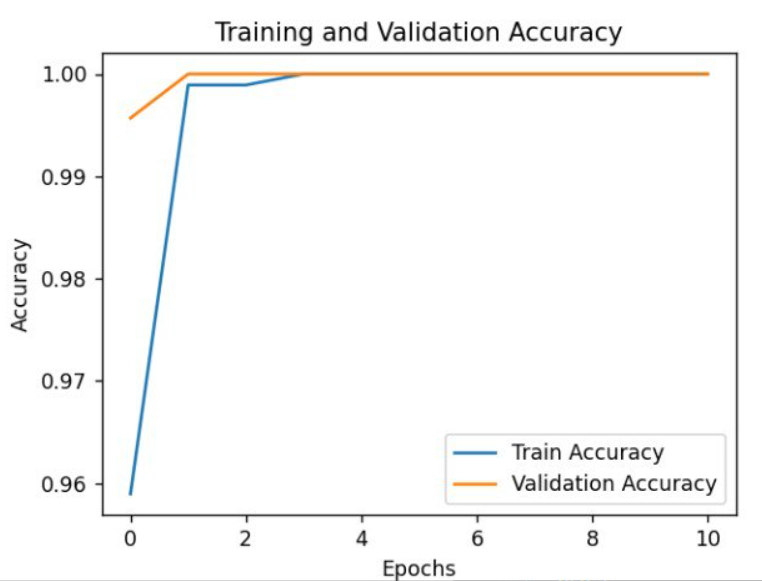 Training and Validation Accuracy
1.00
0.99
0.98
0.97
0.96
Accuracy
Train Accuracy
Validation Accuracy
0 2 4 6 8 10
Epochs